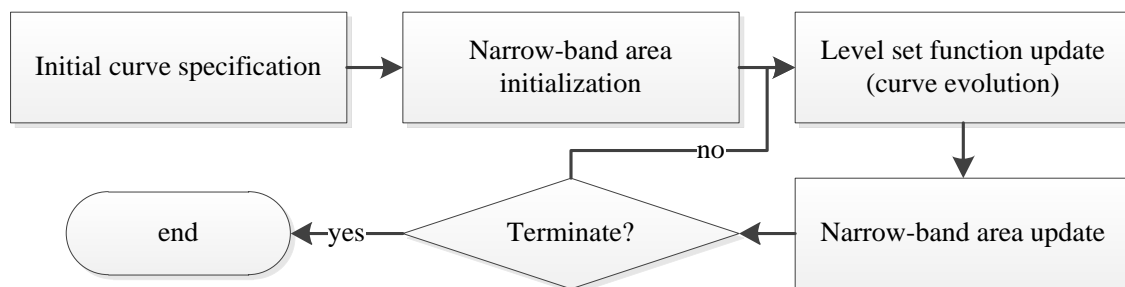 Initial curve specification
Narrow-band area
initialization
Level set function update
(curve evolution)
no
end
yes
Terminate?
Narrow-band area update